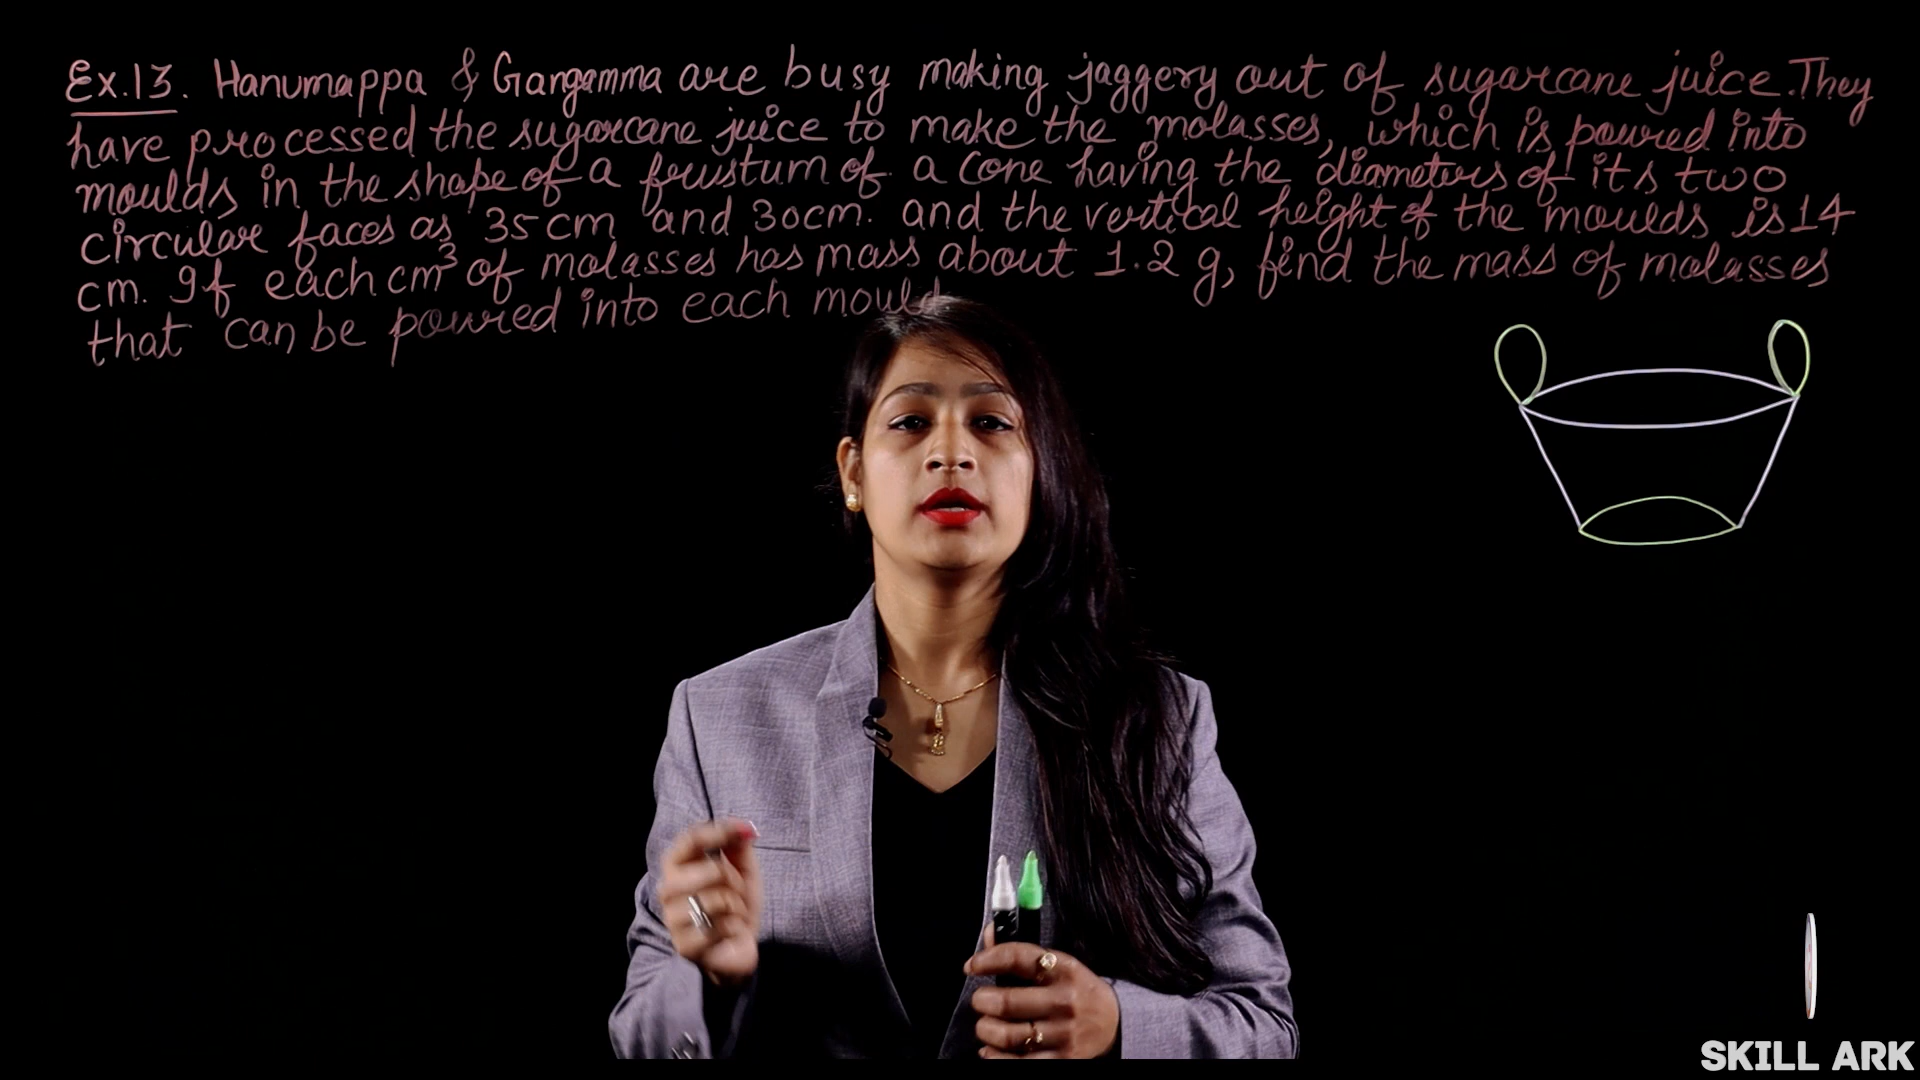 Ex.13. Hanumappa & Gangamma are busy making jaggery out of sugarcane juice. They
have processed the sugarcane juice to make the molasses, which is poured into
moulds in the shape of a frustum of a cone having the diameters of its two
circular faces as 35 cm and 30cm. and the vertical height of the moulds is 14
cm. If each cm³ of molasses has mass about 1.2 g, find the mass of molasses
that can be poured into each mould
SKILL ARK